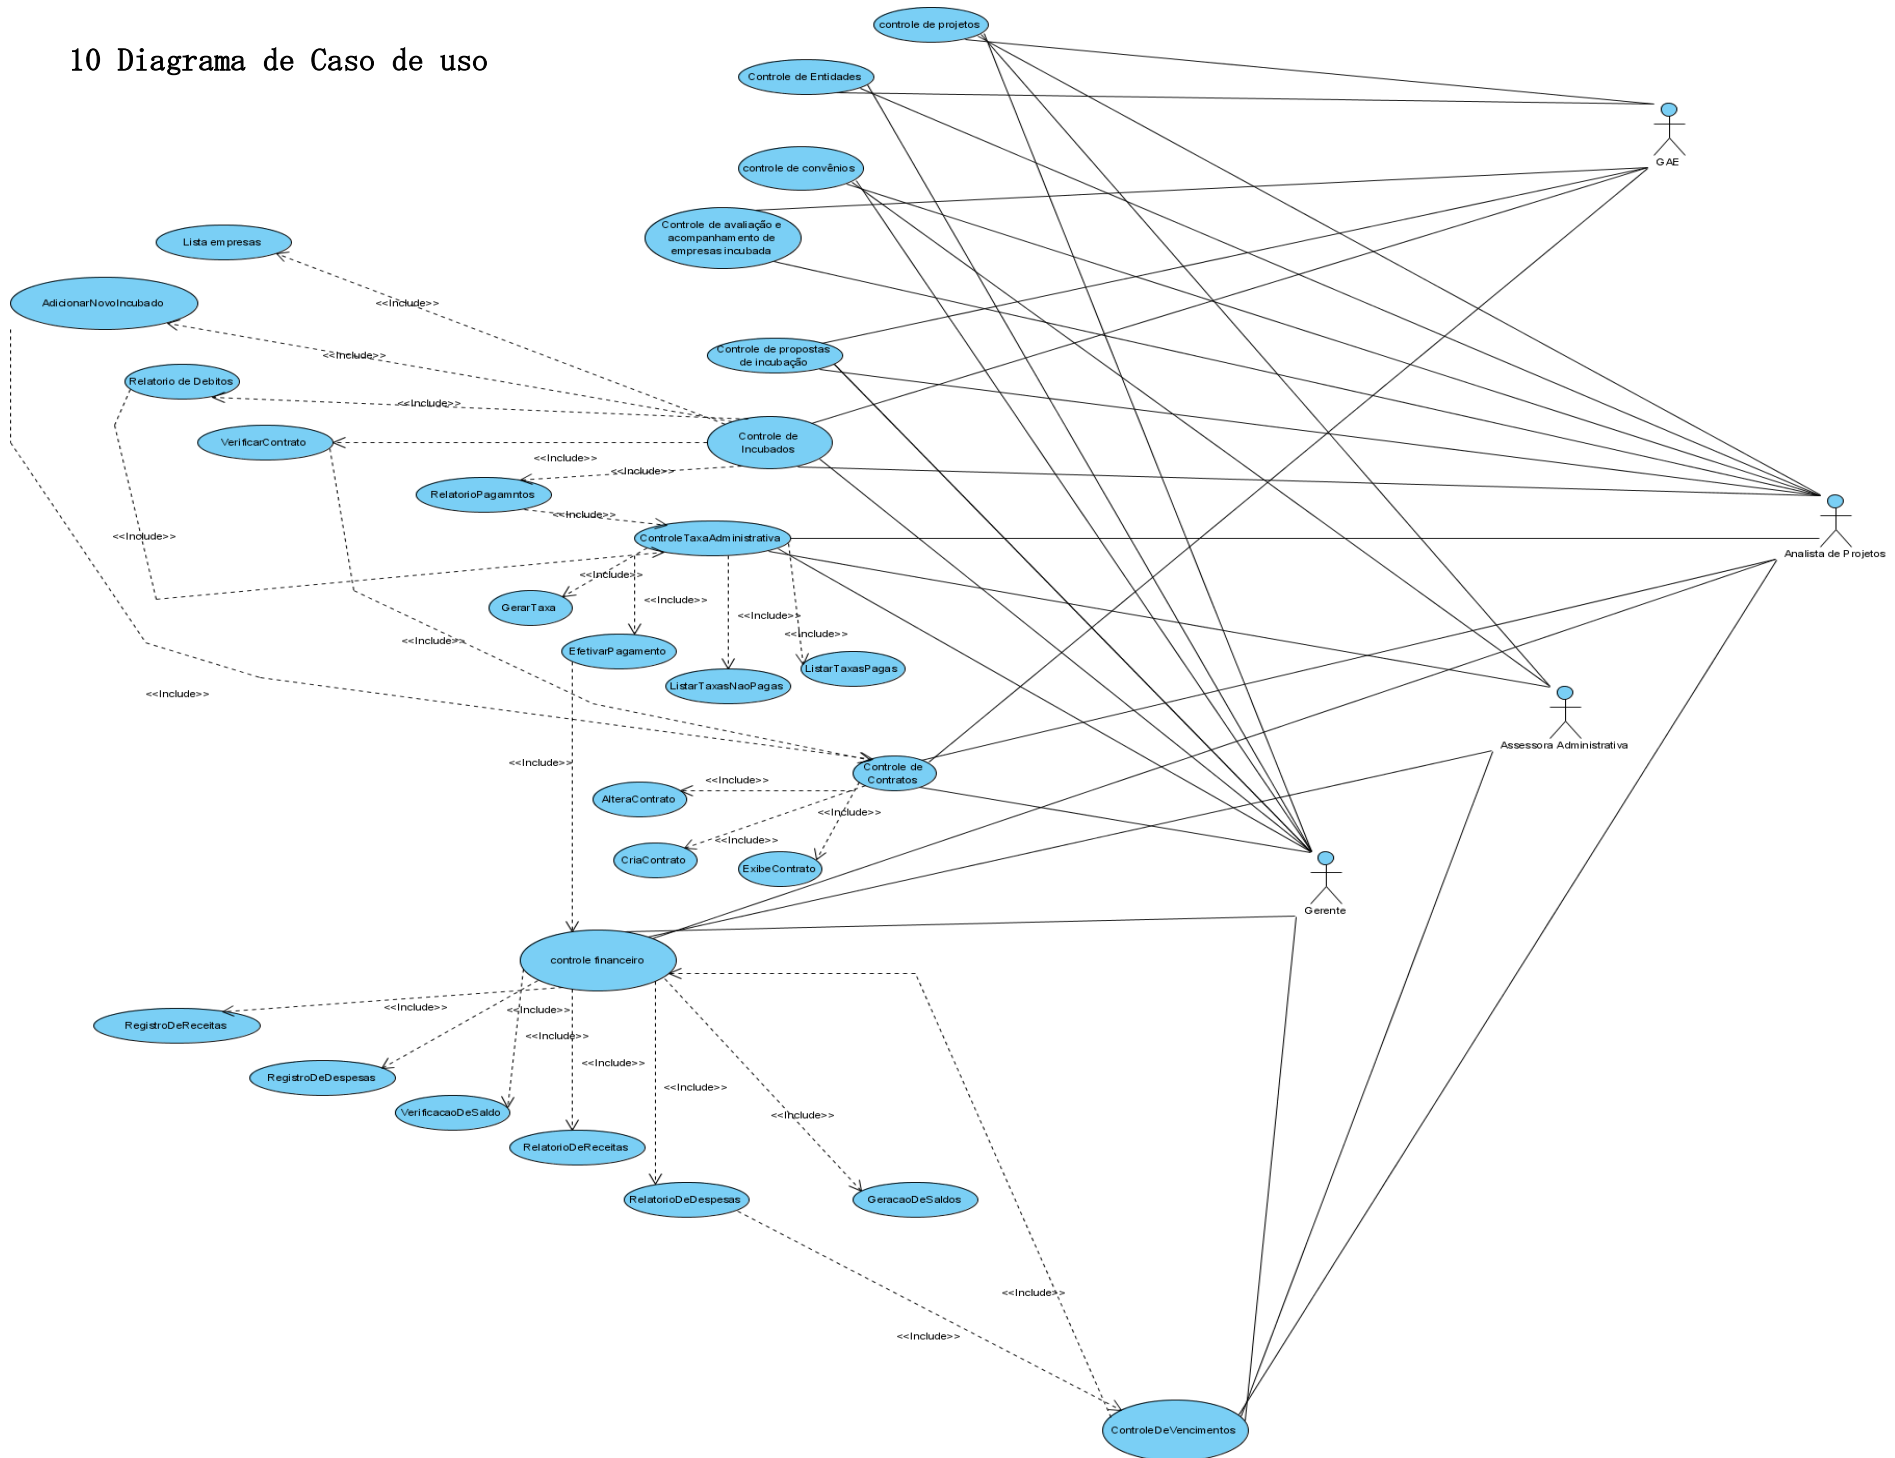 controle de projetos
10 Diagrama de Caso de uso
Controle de Entidades
GAE
controle de convênios
Controle de avaliação e
acompanhamento de
empresas incubada
Lista empresas
<<Include>>
AdicionarNovoIncubado
<<Include>>
Controle de propostas
de incubação
Relatorio de Debitos
<<Include>>
VerificarContrato
Controle de
Incubados
<<Include>>
<<Include>>
RelatorioPagamntos
<<Include>>
<<Include>>
ControleTaxaAdministrativa
Analista de Projetos
<<Include>>
GerarTaxa
<<Include>>
<<Include>>
<<Include>>
<<Include>>
EfetivarPagamento
ListarTaxasPagas
ListarTaxasNaoPagas
<<Include>>
Assessora Administrativa
<<Include>>
Controle de
Contratos
<<Include>>
AlteraContrato
<<Include>>
<<Include>>
CriaContrato
ExibeContrato
Gerente
controle financeiro
<<Include>>
<<Include>>
RegistroDeReceitas
<<Include>>
<<Include>>
RegistroDeDespesas
<<Include>>
VerificacaoDeSaldo
<<Include>>
RelatorioDeReceitas
RelatorioDeDespesas
GeracaoDeSaldos
<<Include>>
<<Include>>
ControleDeVencimentos